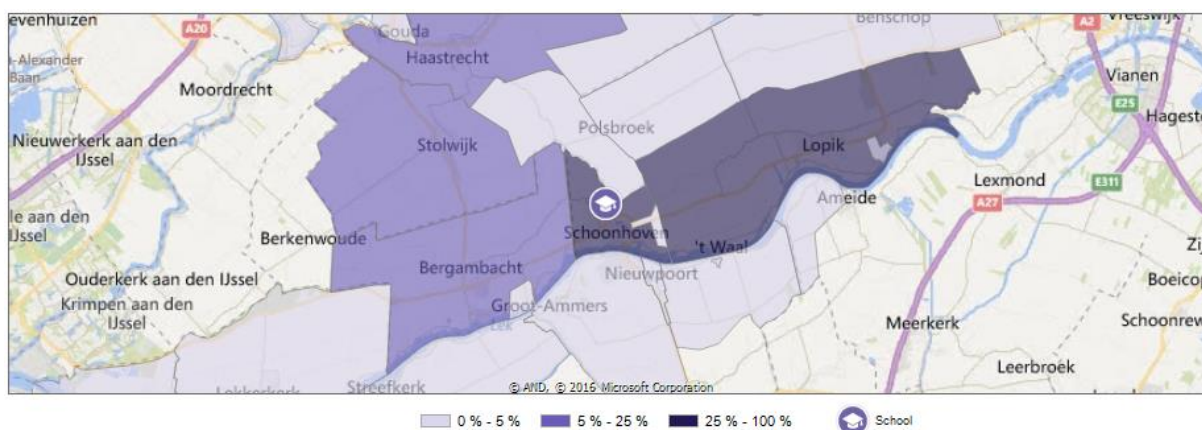 evenhuizen
A20
Gouda
Benschop
A2
Vreeswijk
n-Alexander
Baan
Haastrecht
Vianen
Moordrecht
E25
Hageste
Polsbroek
Nieuwerkerk aan den
IJssel
Stolwijk
Lopik
Lexmond
E311
A27
Ameide
le aan den
IJssel
Berkenwoude
Schoonhoven
't Waal
Zij
Bergambacht
Nieuwpoort
Ouderkerk aan den IJssel
Boeicop
Krimpen aan den
IJssel
Groot-Ammers
Lek
Meerkerk
Schoonrew
Leerbroek
Lekkerkerk
Streefkerk
© AND, © 2016 Microsoft Corporation
0 % - 5 % 5 % - 25 % 25 % - 100 % School